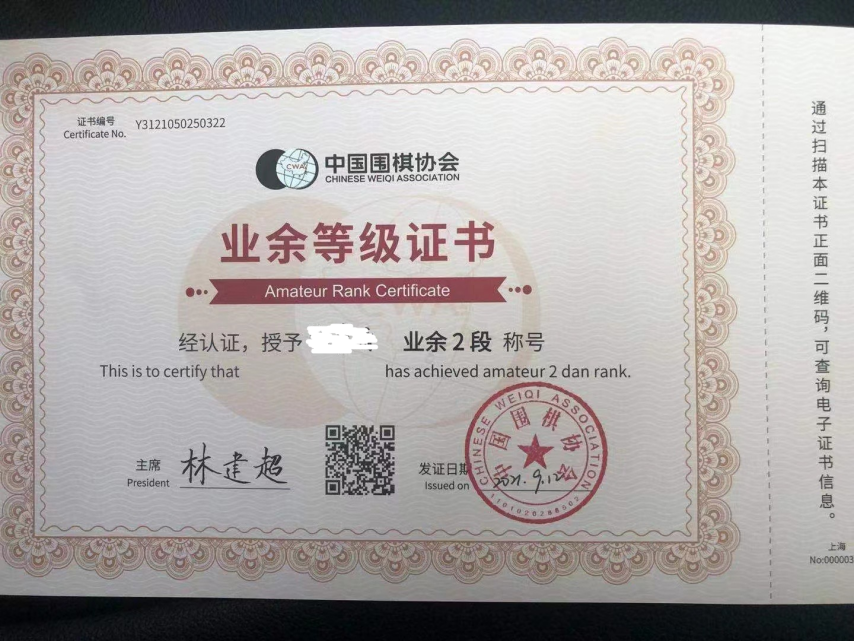 证书编号
Certificate No.
Y3121050250322
CWA
中国围棋协会
CHINESE WEIQI ASSOCIATION
业余等级证书
Amateur Rank Certificate
经认证，授予 业余2段 称号
This is to certify that has achieved amateur 2 dan rank.
主席
President
林建超
发证日期
Issued on
2021.9.12
CHINESE WEIQI ASSOCIATION
中国围棋协会
通过扫描本证书正面二维码，可查询电子证书信息。
上海